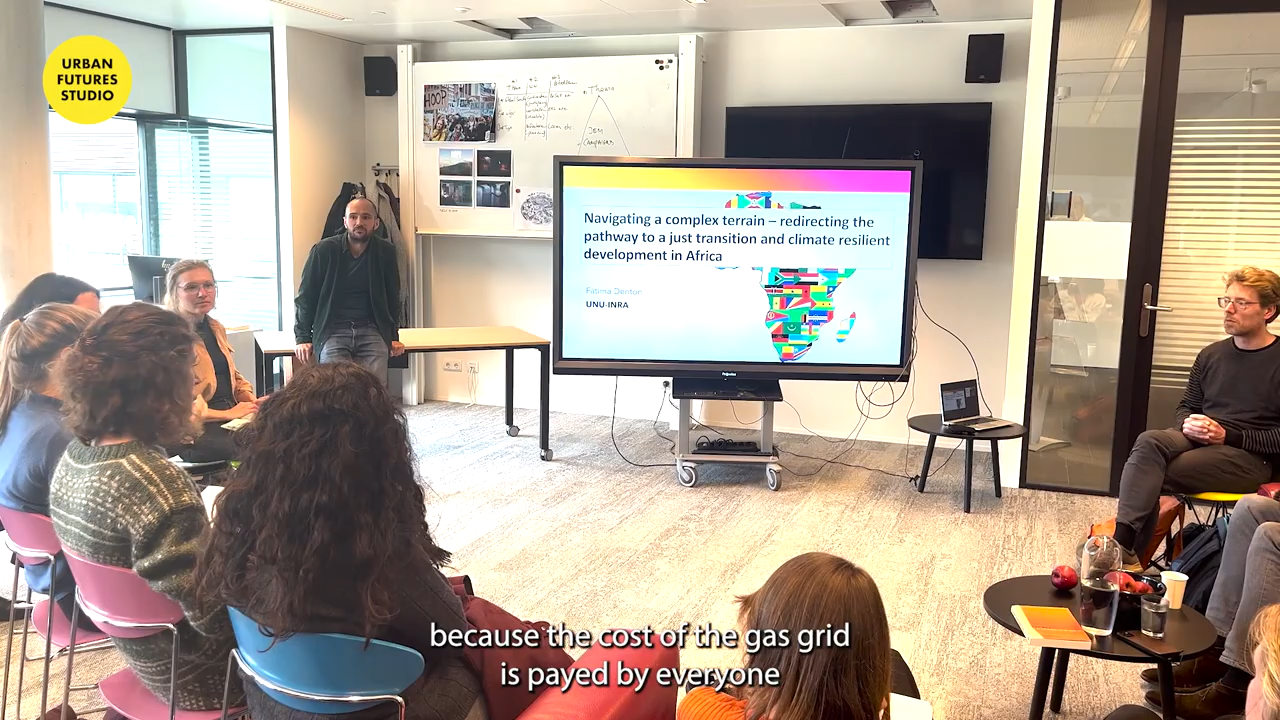 URBAN
FUTURES
STUDIO
HOOP
Navigating a complex terrain – redirecting the
pathway to a just transition and climate resilient
development in Africa
Fatima Denton
UNU-INRA
because the cost of the gas grid
is payed by everyone